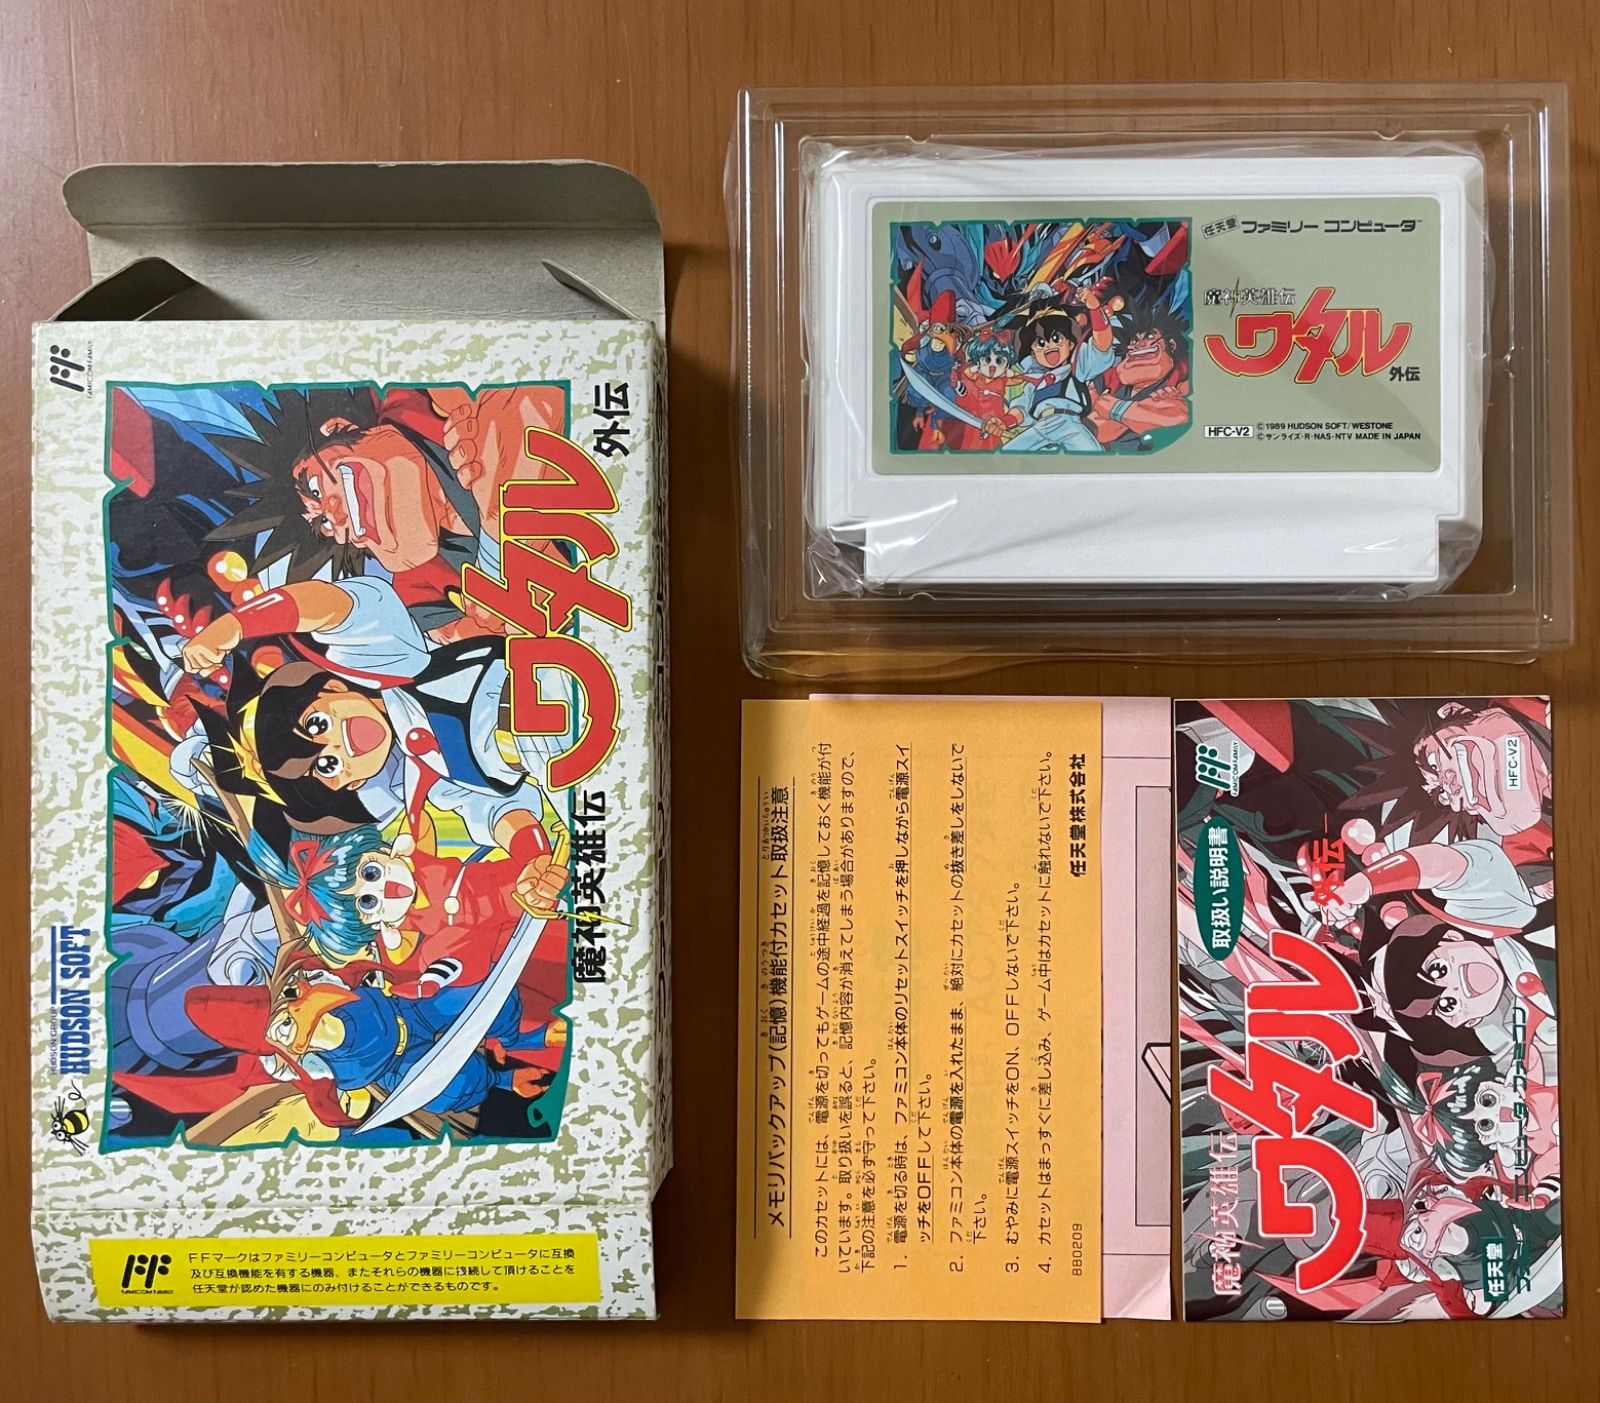 FAMICOM FAMILY
HUDSON GROUP
HUDSON SOFT
魔神英雄伝
ワタル
外伝
FFマークはファミリーコンピュータとファミリーコンピュータに互換
及び互換機能を有する機器、またそれらの機器に接続して頂けることを
任天堂が認めた機器にのみ付けることができるものです。
FAMICOM FAMILY
任天堂 ファミリー コンピュータ
魔神英雄伝
ワタル
外伝
HFC-V2 ©1989 HUDSON SOFT/WESTONE
©サンライズ·R·NAS·NTV MADE IN JAPAN
メモリバックアップ(記憶)機能付カセット取扱注意
このカセットには、電源を切ってもゲームの途中経過を記憶しておく機能が付
いています。取り扱いを誤ると、記憶内容が消えてしまう場合がありますので、
下記の注意を必ず守って下さい。
1. 電源を切る時は、ファミコン本体のリセットスイッチを押しながら電源スイ
ッチをOFFして下さい。
2. ファミコン本体の電源を入れたまま、絶対にカセットの抜き差しをしないで
下さい。
3. むやみに電源スイッチをON、OFFしないで下さい。
4. カセットはまっすぐに差し込み、ゲーム中はカセットに触れないで下さい。
880209
任天堂株式会社
FAMICOM FAMILY
取扱い説明書
HFC-V2
魔神英雄伝
ワタル
外伝
任天堂
ファミリーコンピュータ
ファミコン